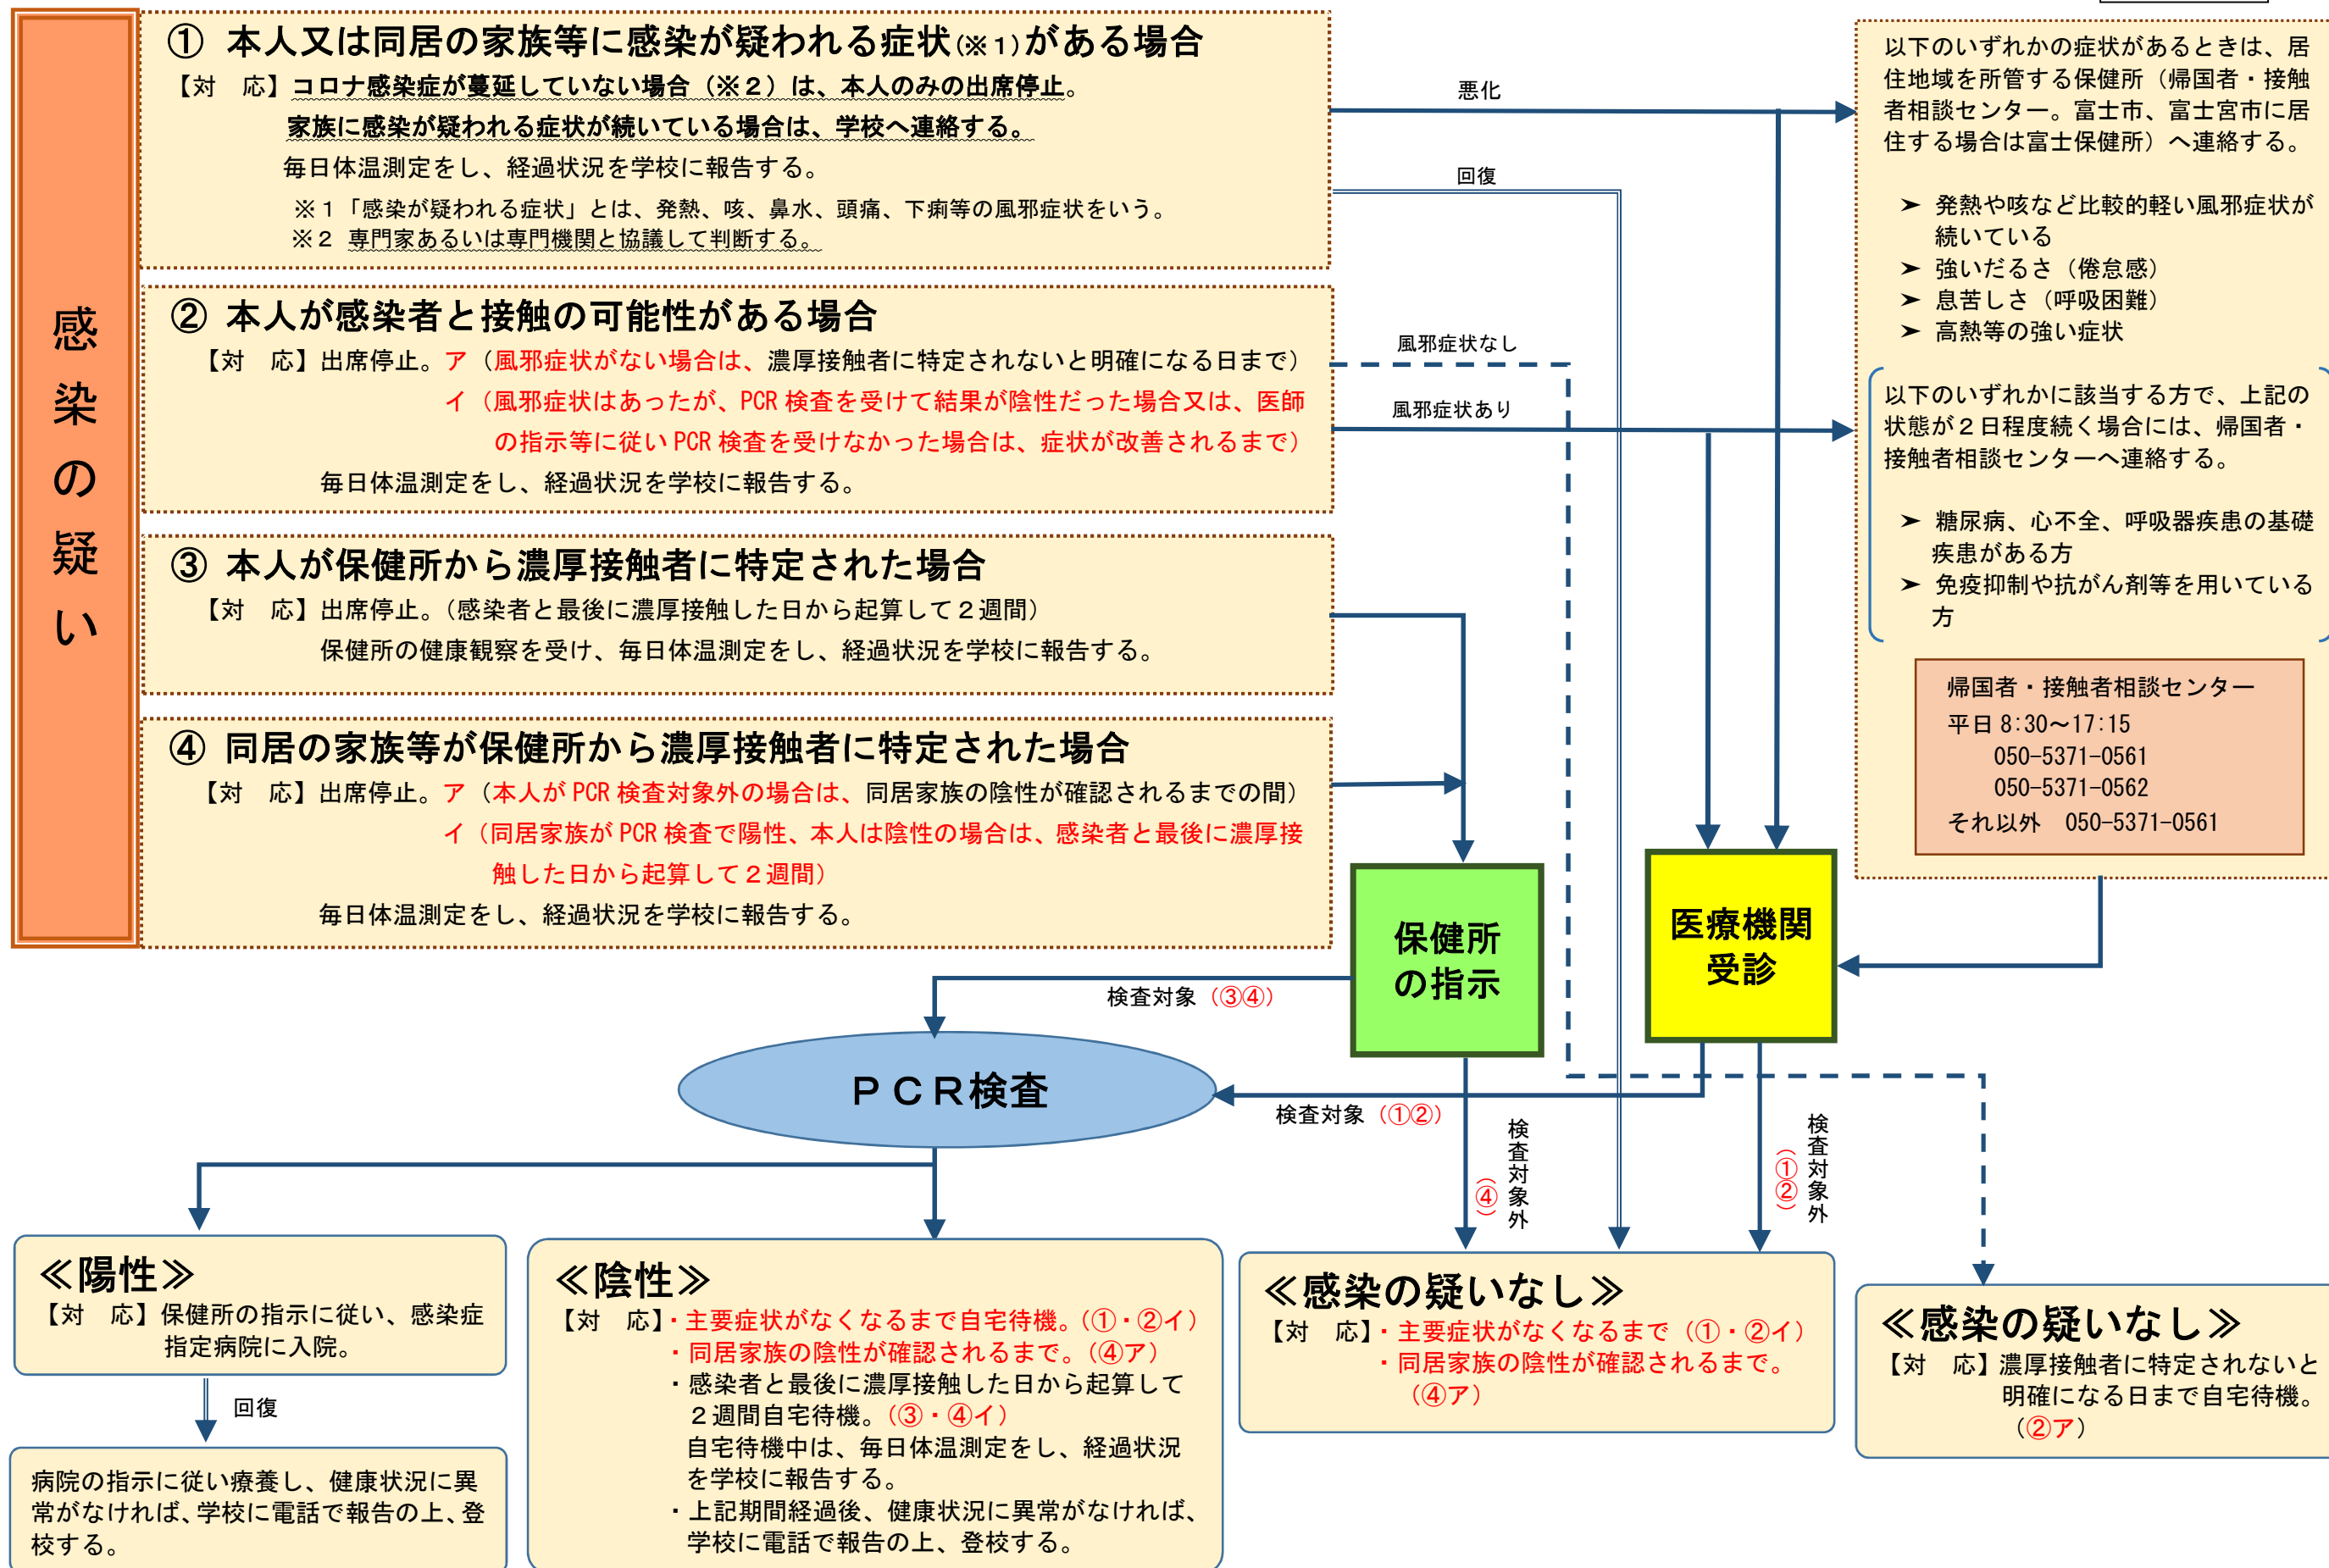 感染の疑い
① 本人又は同居の家族等に感染が疑われる症状(※１)がある場合
【対　応】コロナ感染症が蔓延していない場合（※２）は、本人のみの出席停止。
家族に感染が疑われる症状が続いている場合は、学校へ連絡する。
毎日体温測定をし、経過状況を学校に報告する。
※１「感染が疑われる症状」とは、発熱、咳、鼻水、頭痛、下痢等の風邪症状をいう。
※２ 専門家あるいは専門機関と協議して判断する。
② 本人が感染者と接触の可能性がある場合
【対　応】出席停止。ア（風邪症状がない場合は、濃厚接触者に特定されないと明確になる日まで）
イ（風邪症状はあったが、PCR 検査を受けて結果が陰性だった場合又は、医師
の指示等に従い PCR 検査を受けなかった場合は、症状が改善されるまで）
毎日体温測定をし、経過状況を学校に報告する。
③ 本人が保健所から濃厚接触者に特定された場合
【対　応】出席停止。（感染者と最後に濃厚接触した日から起算して２週間）
保健所の健康観察を受け、毎日体温測定をし、経過状況を学校に報告する。
④ 同居の家族等が保健所から濃厚接触者に特定された場合
【対　応】出席停止。ア（本人が PCR 検査対象外の場合は、同居家族の陰性が確認されるまでの間）
イ（同居家族が PCR 検査で陽性、本人は陰性の場合は、感染者と最後に濃厚接
触した日から起算して２週間）
毎日体温測定をし、経過状況を学校に報告する。
悪化
回復
風邪症状なし
風邪症状あり
以下のいずれかの症状があるときは、居
住地域を所管する保健所（帰国者・接触
者相談センター。富士市、富士宮市に居
住する場合は富士保健所）へ連絡する。
➤ 発熱や咳など比較的軽い風邪症状が
続いている
➤ 強いだるさ（倦怠感）
➤ 息苦しさ（呼吸困難）
➤ 高熱等の強い症状
以下のいずれかに該当する方で、上記の
状態が２日程度続く場合には、帰国者・
接触者相談センターへ連絡する。
➤ 糖尿病、心不全、呼吸器疾患の基礎
疾患がある方
➤ 免疫抑制や抗がん剤等を用いている
方
帰国者・接触者相談センター
平日 8:30～17:15
050-5371-0561
050-5371-0562
それ以外　050-5371-0561
保健所
の指示
医療機関
受診
検査対象（③④）
ＰＣＲ検査
検査対象（①②）
検査対象外
（④）
検査対象外
（①②）
≪陽性≫
【対　応】保健所の指示に従い、感染症
指定病院に入院。
回復
病院の指示に従い療養し、健康状況に異
常がなければ、学校に電話で報告の上、登
校する。
≪陰性≫
【対　応】・主要症状がなくなるまで自宅待機。（①・②イ）
・同居家族の陰性が確認されるまで。（④ア）
・感染者と最後に濃厚接触した日から起算して
２週間自宅待機。（③・④イ）
自宅待機中は、毎日体温測定をし、経過状況
を学校に報告する。
・上記期間経過後、健康状況に異常がなければ、
学校に電話で報告の上、登校する。
≪感染の疑いなし≫
【対　応】・主要症状がなくなるまで（①・②イ）
・同居家族の陰性が確認されるまで。
（④ア）
≪感染の疑いなし≫
【対　応】濃厚接触者に特定されないと
明確になる日まで自宅待機。
（②ア）